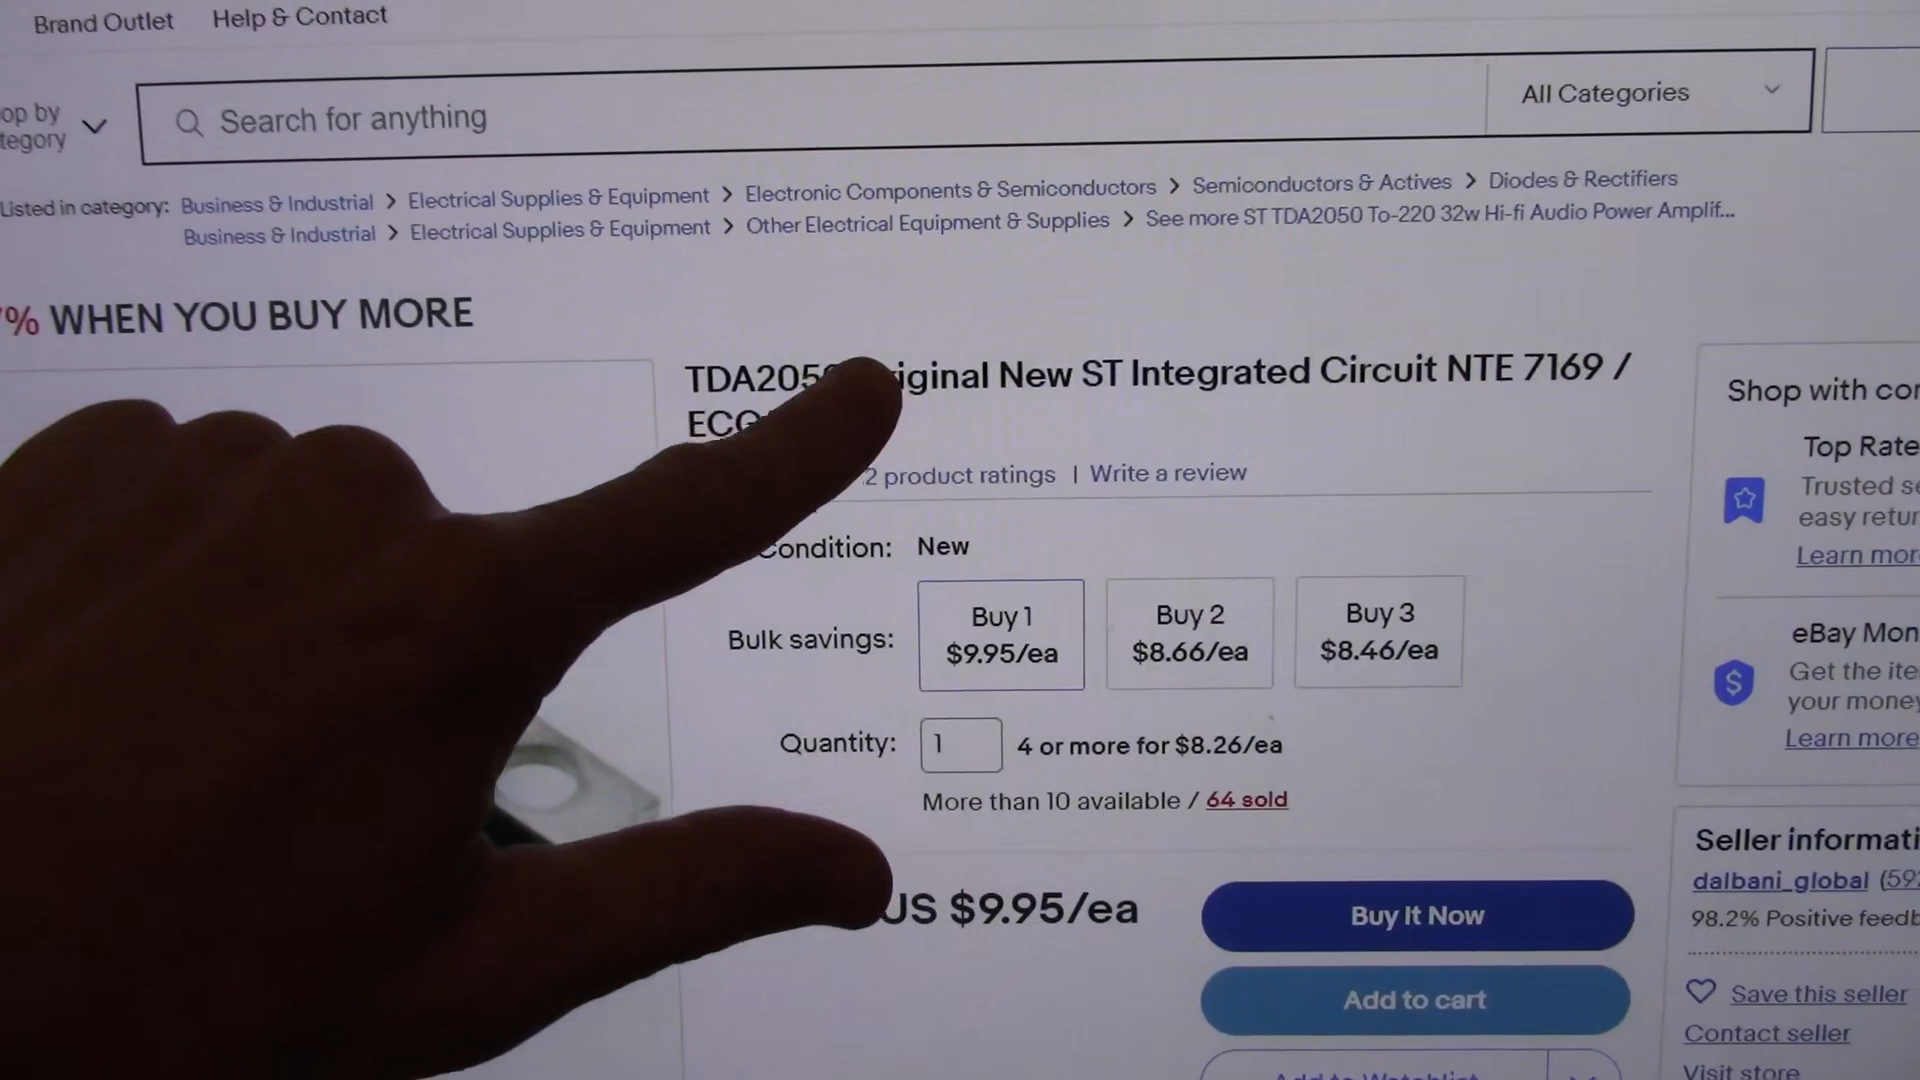 Brand Outlet Help & Contact
op by
tegory
Search for anything
All Categories
Listed in category: Business & Industrial > Electrical Supplies & Equipment > Electronic Components & Semiconductors > Semiconductors & Actives > Diodes & Rectifiers
Business & Industrial > Electrical Supplies & Equipment > Other Electrical Equipment & Supplies > See more ST TDA2050 To-220 32w Hi-fi Audio Power Amplif...
% WHEN YOU BUY MORE
TDA205 iginal New ST Integrated Circuit NTE 7169 /
ECG
2 product ratings | Write a review
Condition: New
Bulk savings:
Buy 1
$9.95/ea
Buy 2
$8.66/ea
Buy 3
$8.46/ea
Quantity: 1 4 or more for $8.26/ea
More than 10 available / 64 sold
US $9.95/ea
Buy It Now
Add to cart
Add to Watchlist
Shop with con
Top Rate
Trusted se
easy retur
Learn mor
eBay Mon
Get the ite
your money
Learn more
Seller informati
dalbani_global (592
98.2% Positive feedb
Save this seller
Contact seller
Visit store